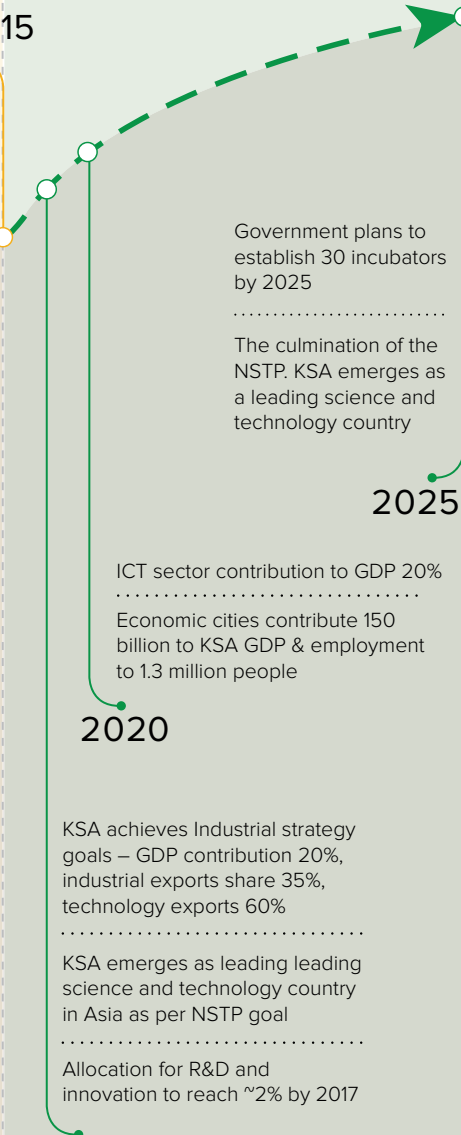 15
Government plans to
establish 30 incubators
by 2025
The culmination of the
NSTP. KSA emerges as
a leading science and
technology country
2025
ICT sector contribution to GDP 20%
Economic cities contribute 150
billion to KSA GDP & employment
to 1.3 million people
2020
KSA achieves Industrial strategy
goals – GDP contribution 20%,
industrial exports share 35%,
technology exports 60%
KSA emerges as leading leading
science and technology country
in Asia as per NSTP goal
Allocation for R&D and
innovation to reach ~2% by 2017